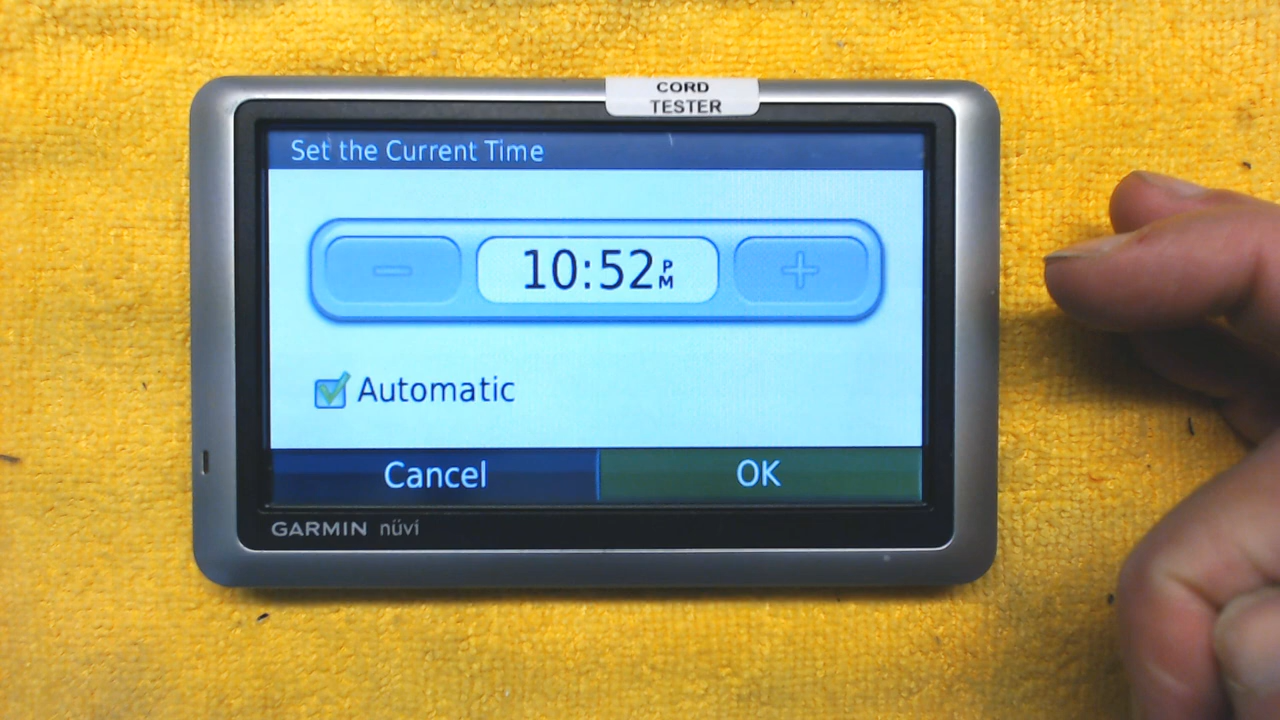 CORD
TESTER
Set the Current Time
10:52 PM
Automatic
Cancel
OK
GARMIN nüvi